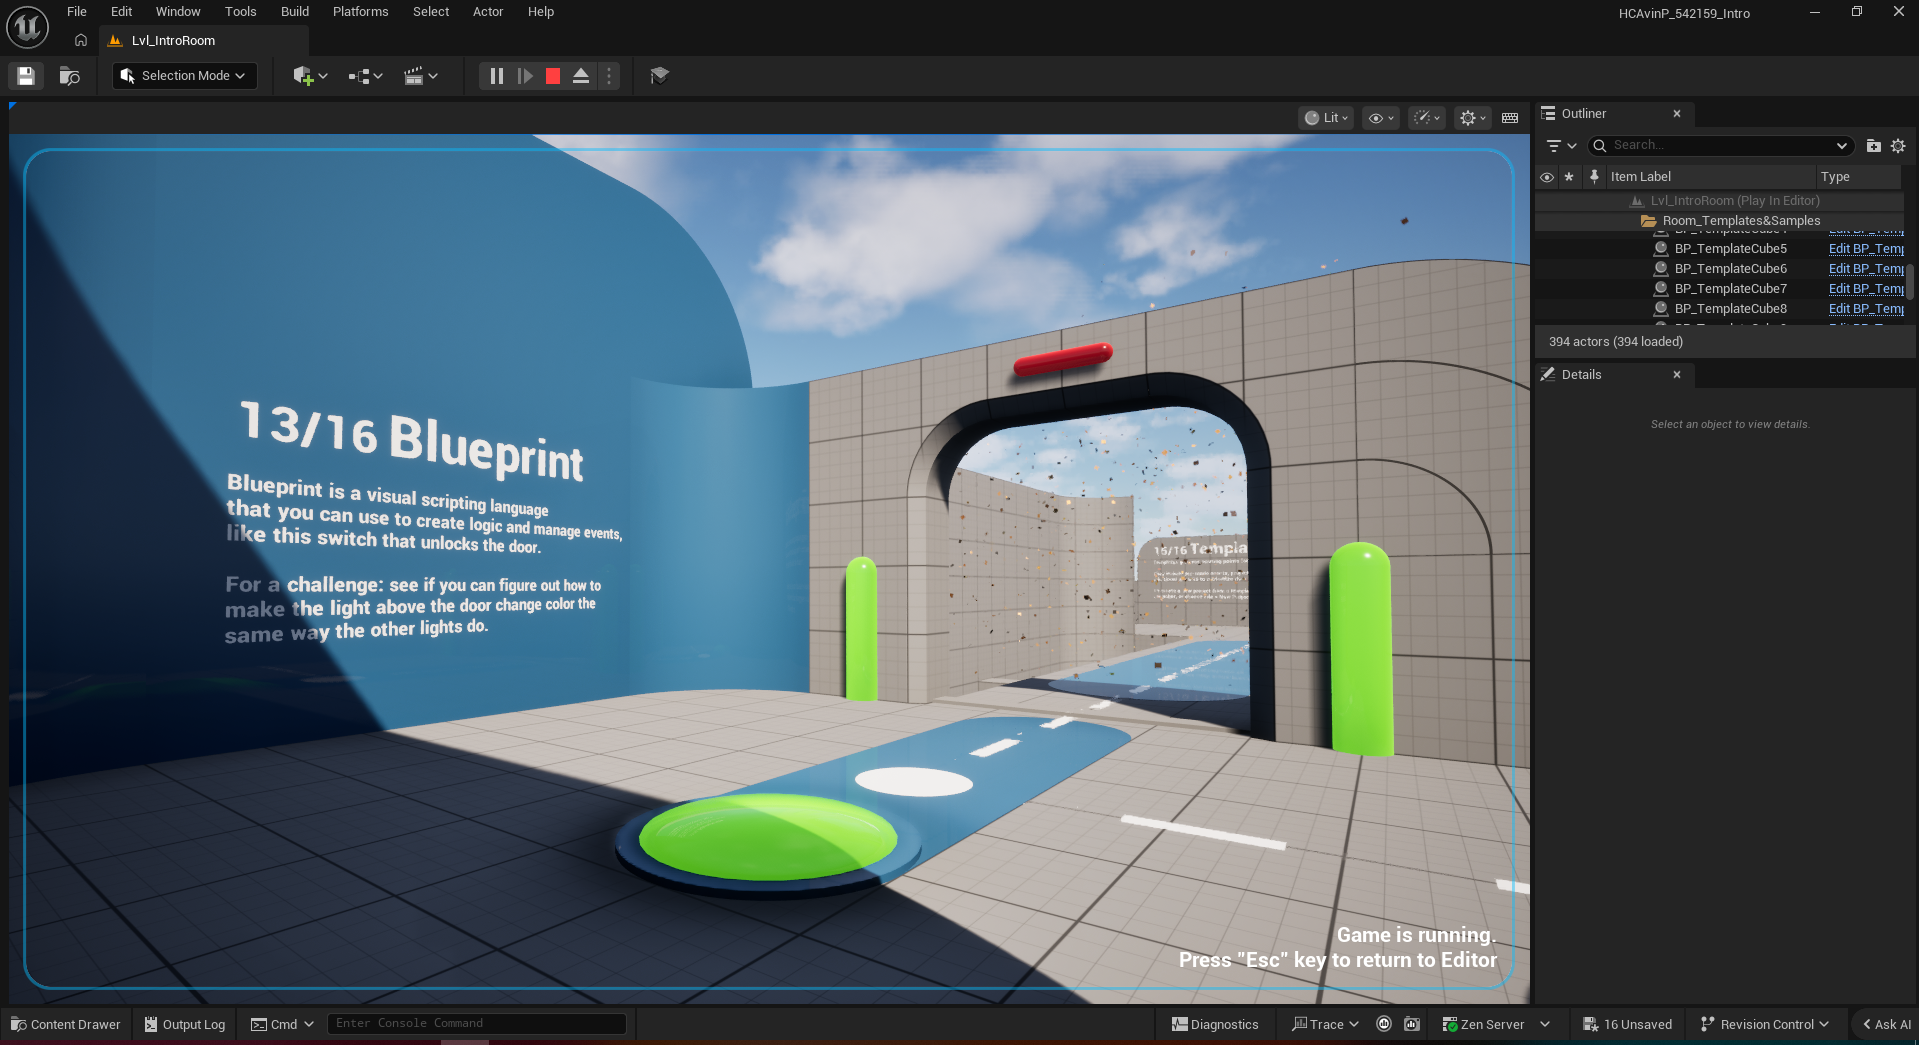 File Edit Window Tools Build Platforms Select Actor Help
HCAvinP_542159_Intro
Lvl_IntroRoom
Selection Mode
Lit
Outliner
Search...
Item Label Type
Lvl_IntroRoom (Play In Editor)
Room_Templates&Samples
BP_TemplateCube5 Edit BP_Temp
BP_TemplateCube6 Edit BP_Temp
BP_TemplateCube7 Edit BP_Temp
BP_TemplateCube8 Edit BP_Temp
394 actors (394 loaded)
Details
Select an object to view details.
13/16 Blueprint
Blueprint is a visual scripting language
that you can use to create logic and manage events,
like this switch that unlocks the door.
For a challenge: see if you can figure out how to
make the light above the door change color the
same way the other lights do.
Game is running.
Press "Esc" key to return to Editor
Content Drawer Output Log Cmd Enter Console Command Diagnostics Trace Zen Server 16 Unsaved Revision Control Ask AI